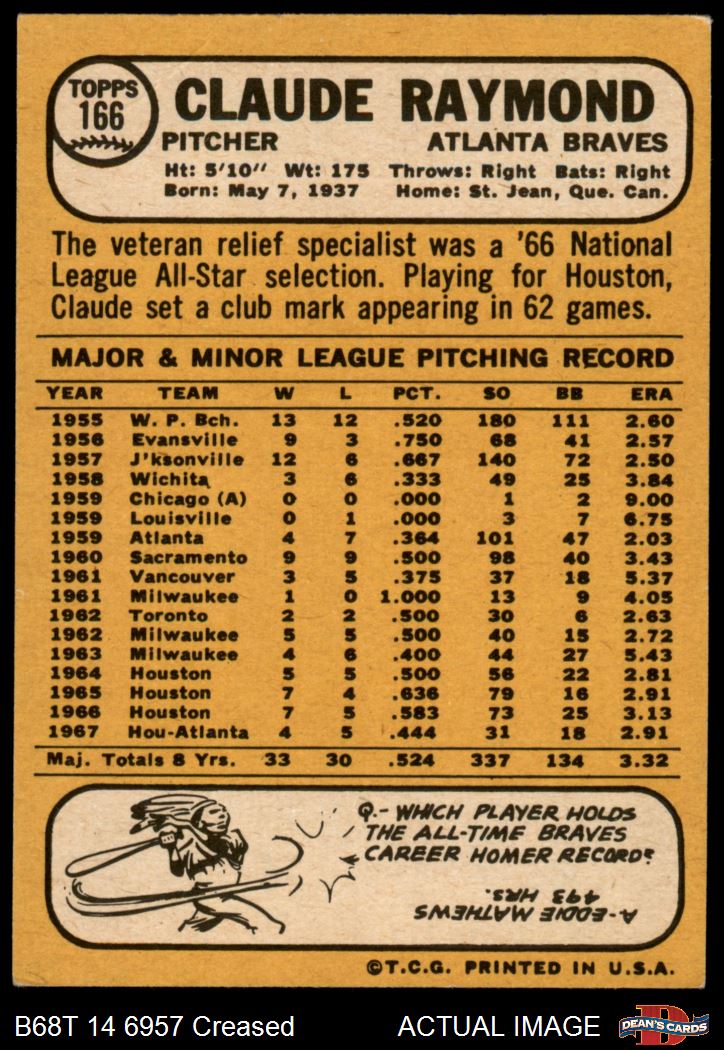 TOPPS
166
CLAUDE RAYMOND
PITCHER ATLANTA BRAVES
Ht: 5'10" Wt: 175 Throws: Right Bats: Right
Born: May 7, 1937 Home: St. Jean, Que. Can.
The veteran relief specialist was a '66 National
League All-Star selection. Playing for Houston,
Claude set a club mark appearing in 62 games.
MAJOR & MINOR LEAGUE PITCHING RECORD
YEAR TEAM W L PCT. SO BB ERA
1955 W. P. Bch. 13 12 .520 180 111 2.60
1956 Evansville 9 3 .750 68 41 2.57
1957 J'ksonville 12 6 .667 140 72 2.50
1958 Wichita 3 6 .333 49 25 3.84
1959 Chicago (A) 0 0 .000 1 2 9.00
1959 Louisville 0 1 .000 3 7 6.75
1959 Atlanta 4 7 .364 101 47 2.03
1960 Sacramento 9 9 .500 98 40 3.43
1961 Vancouver 3 5 .375 37 18 5.37
1961 Milwaukee 1 0 1.000 13 9 4.05
1962 Toronto 2 2 .500 30 6 2.63
1962 Milwaukee 5 5 .500 40 15 2.72
1963 Milwaukee 4 6 .400 44 27 5.43
1964 Houston 5 5 .500 56 22 2.81
1965 Houston 7 4 .636 79 16 2.91
1966 Houston 7 5 .583 73 25 3.13
1967 Hou-Atlanta 4 5 .444 31 18 2.91
Maj. Totals 8 Yrs. 33 30 .524 337 134 3.32
Q.- WHICH PLAYER HOLDS
THE ALL-TIME BRAVES
CAREER HOMER RECORD?
A-EDDIE MATHEWS
493 HRS.
©T.C.G. PRINTED IN U.S.A.
B68T 14 6957 Creased ACTUAL IMAGE
DEAN'S CARDS